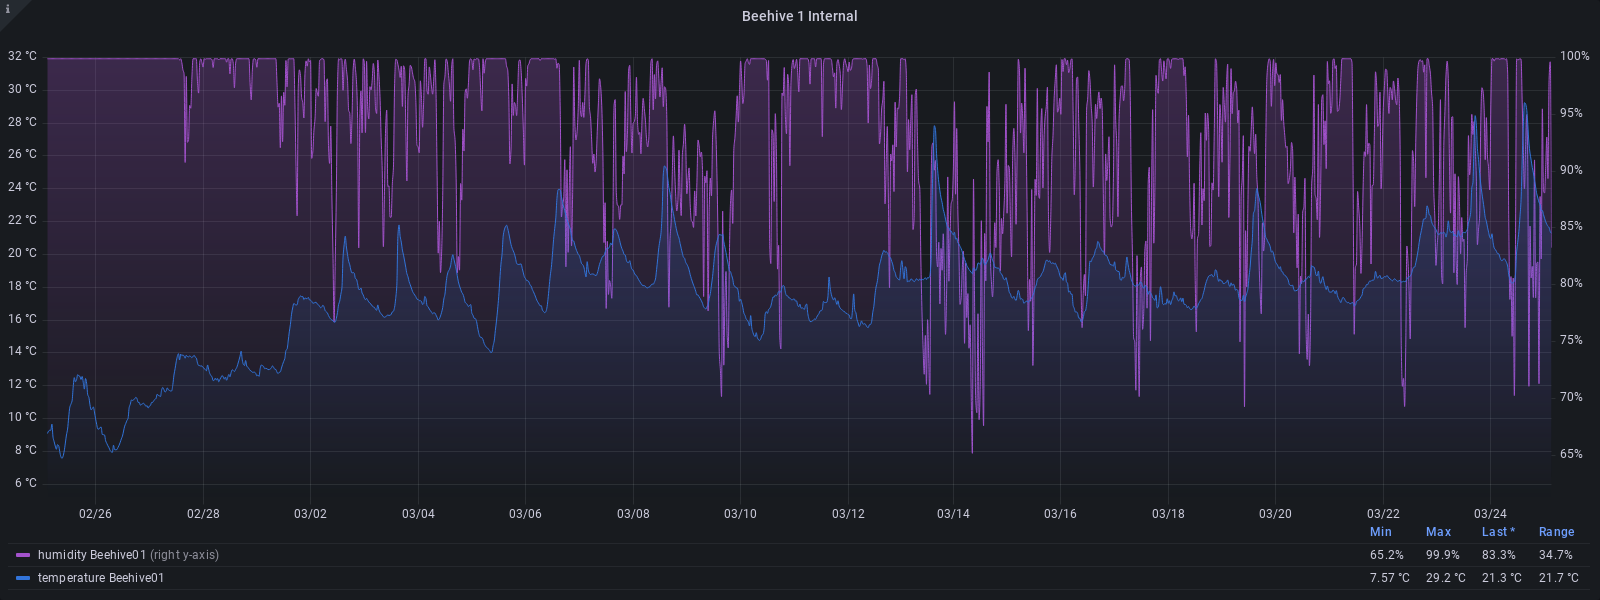 i
Beehive 1 Internal
32 °C 100%
30 °C
28 °C 95%
26 °C
24 °C 90%
22 °C 85%
20 °C
18 °C 80%
16 °C
14 °C 75%
12 °C
10 °C 70%
8 °C 65%
6 °C
02/26 02/28 03/02 03/04 03/06 03/08 03/10 03/12 03/14 03/16 03/18 03/20 03/22 03/24
Min Max Last * Range
humidity Beehive01 (right y-axis) 65.2% 99.9% 83.3% 34.7%
temperature Beehive01 7.57 °C 29.2 °C 21.3 °C 21.7 °C